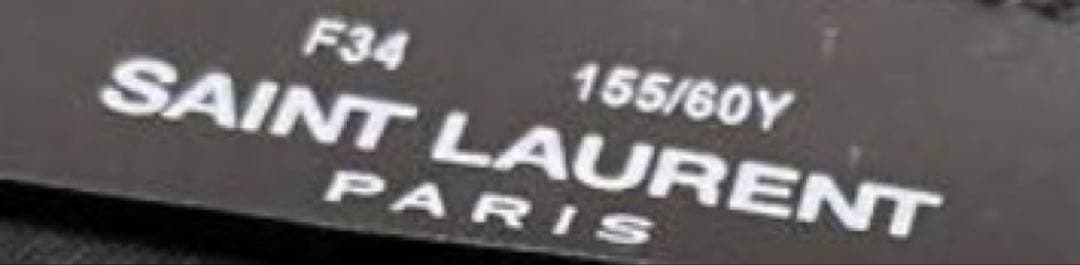 F34 155/60Y
SAINT LAURENT
PARIS